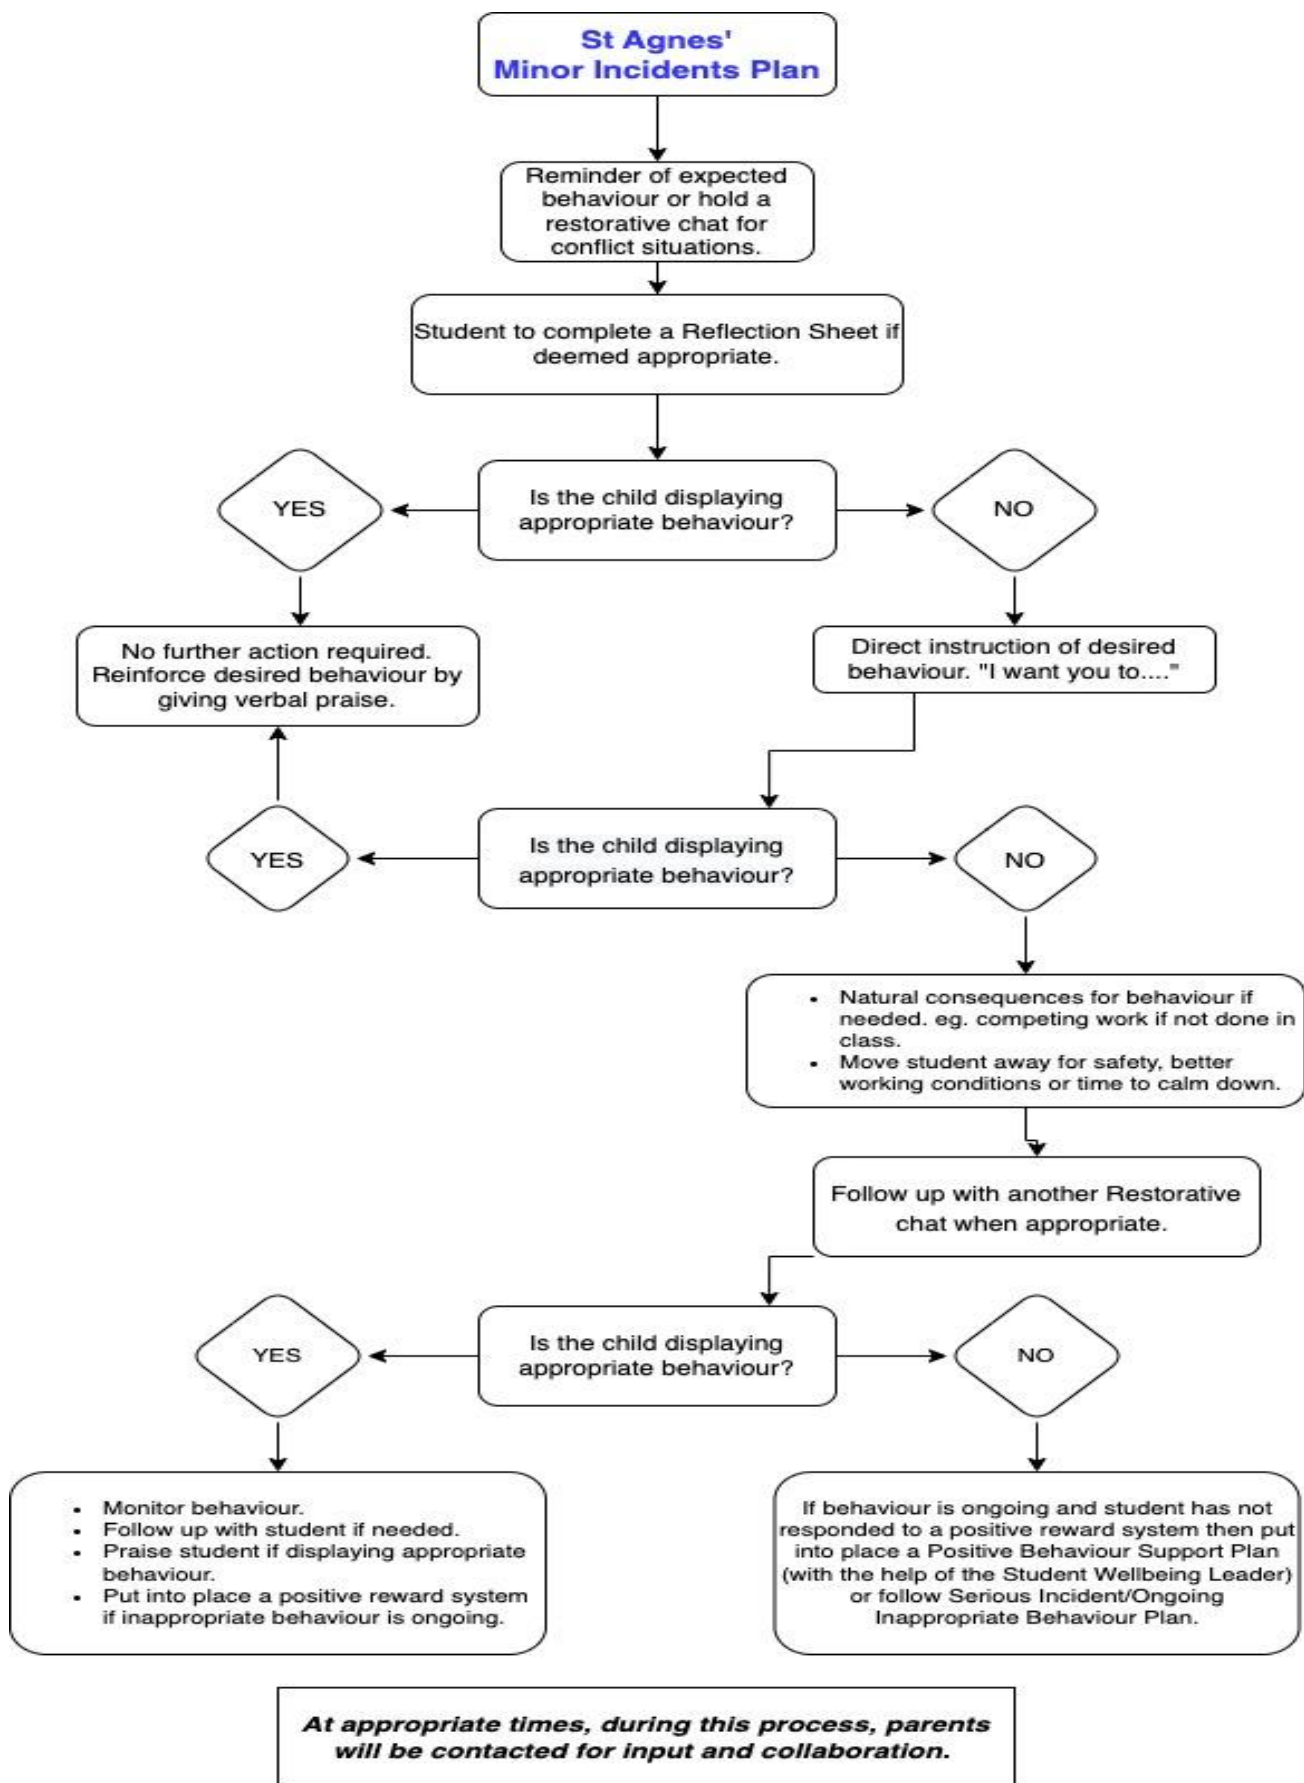 St Agnes'
Minor Incidents Plan
Reminder of expected
behaviour or hold a
restorative chat for
conflict situations.
Student to complete a Reflection Sheet if
deemed appropriate.
Is the child displaying
appropriate behaviour?
YES
NO
No further action required.
Reinforce desired behaviour by
giving verbal praise.
Direct instruction of desired
behaviour. "I want you to...."
Is the child displaying
appropriate behaviour?
YES
NO
• Natural consequences for behaviour if
needed. eg. competing work if not done in
class.
• Move student away for safety, better
working conditions or time to calm down.
Follow up with another Restorative
chat when appropriate.
Is the child displaying
appropriate behaviour?
YES
NO
• Monitor behaviour.
• Follow up with student if needed.
• Praise student if displaying appropriate
behaviour.
• Put into place a positive reward system
if inappropriate behaviour is ongoing.
If behaviour is ongoing and student has not
responded to a positive reward system then put
into place a Positive Behaviour Support Plan
(with the help of the Student Wellbeing Leader)
or follow Serious Incident/Ongoing
Inappropriate Behaviour Plan.
At appropriate times, during this process, parents
will be contacted for input and collaboration.